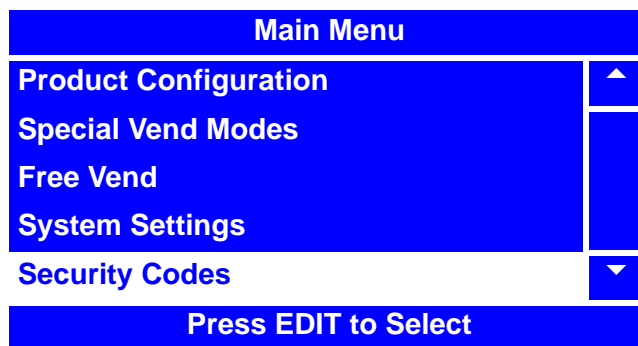 Main Menu
Product Configuration
Special Vend Modes
Free Vend
System Settings
Security Codes
Press EDIT to Select